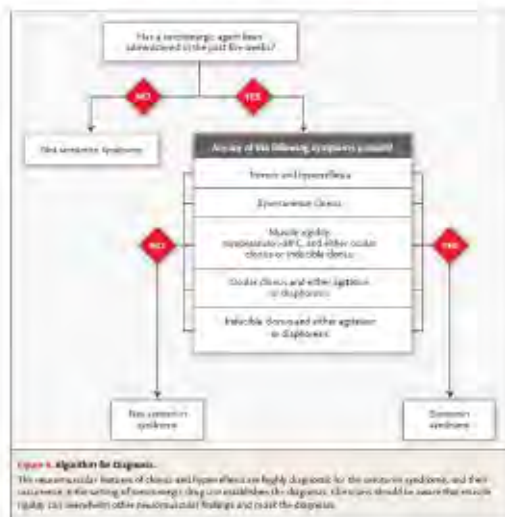 Has a serotonergic agent been
administered in the past five weeks?
NO
YES
Not serotonin syndrome
Are any of the following symptoms present?
Tremor and hyperreflexia
Spontaneous clonus
Muscle rigidity,
temperature >38°C, and either ocular
clonus or inducible clonus
NO
YES
Ocular clonus and either agitation
or diaphoresis
Inducible clonus and either agitation
or diaphoresis
Not serotonin
syndrome
Serotonin
syndrome
Algorithm for Diagnosis.
The neuromuscular features of clonus and hyperreflexia are highly diagnostic for the serotonin syndrome, and their
occurrence in the setting of serotonergic drug use establishes the diagnosis. Clinicians should be aware that muscle
rigidity can overwhelm other neuromuscular findings and mask the diagnosis.